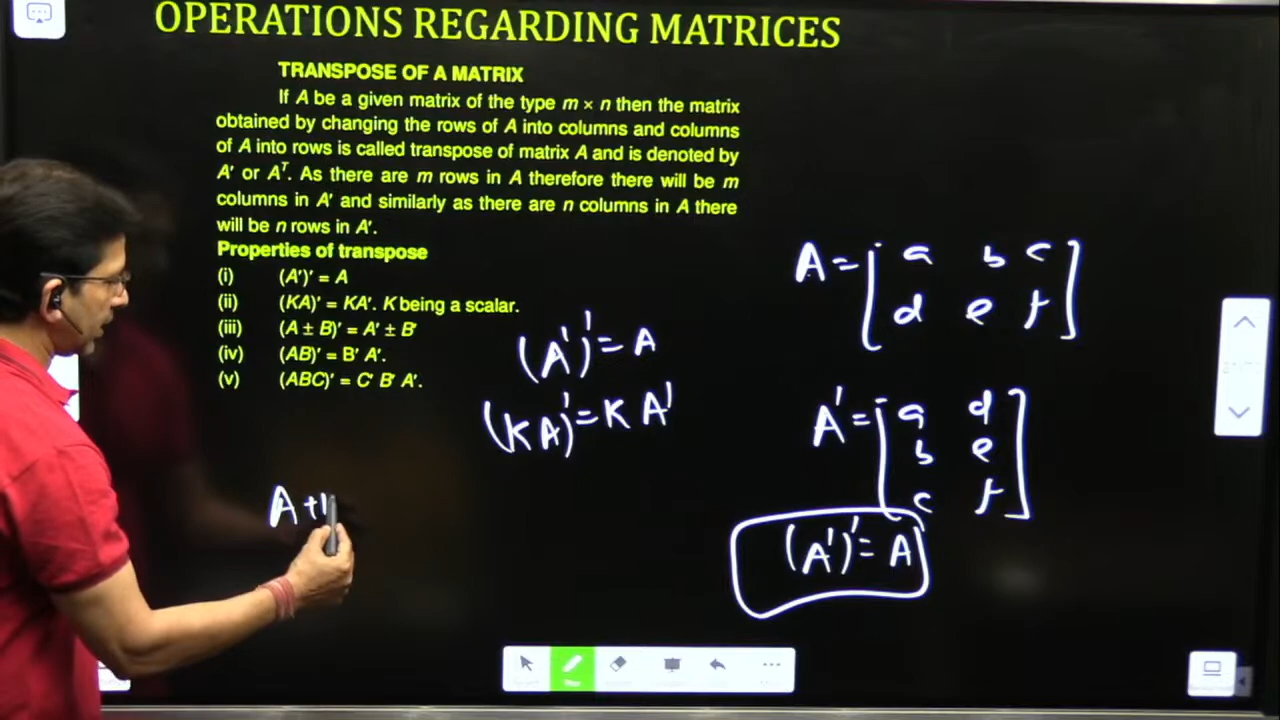 OPERATIONS REGARDING MATRICES
TRANSPOSE OF A MATRIX
If A be a given matrix of the type m × n then the matrix
obtained by changing the rows of A into columns and columns
of A into rows is called transpose of matrix A and is denoted by
A' or Aᵀ. As there are m rows in A therefore there will be m
columns in A' and similarly as there are n columns in A there
will be n rows in A'.
Properties of transpose
(i) (A')' = A
(ii) (KA)' = KA'. K being a scalar.
(iii) (A ± B)' = A' ± B'
(iv) (AB)' = B' A'.
(v) (ABC)' = C' B' A'.
(A')' = A
(KA)' = K A'
A +
A = [ a b c
d e f ]
A' = [ a d
b e
c f ]
(A')' = A